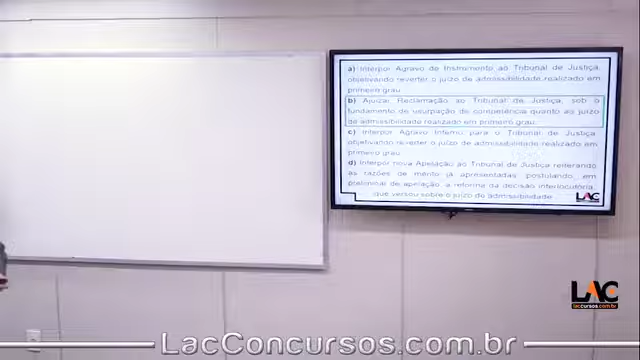 a) Interpor Agravo de Instrumento ao Tribunal de Justiça,
objetivando reverter o juízo de admissibilidade realizado em
primeiro grau.
b) Ajuizar Reclamação ao Tribunal de Justiça, sob o
fundamento de usurpação de competência quanto ao juízo
de admissibilidade realizado em primeiro grau.
c) Interpor Agravo Interno para o Tribunal de Justiça
objetivando reverter o juízo de admissibilidade realizado em
primeiro grau.
d) Interpor nova Apelação ao Tribunal de Justiça reiterando
as razões de mérito já apresentadas, postulando, em
preliminar de apelação, a reforma da decisão interlocutória,
que versou sobre o juízo de admissibilidade.
LAC
LAC
lacconcursos.com.br
LacConcursos.com.br